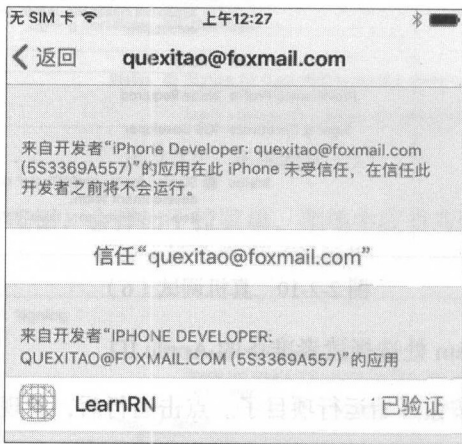 无 SIM 卡 上午12:27
返回 quexitao@foxmail.com
来自开发者“iPhone Developer: quexitao@foxmail.com
(5S3369A557)”的应用在此 iPhone 未受信任，在信任此
开发者之前将不会运行。
信任“quexitao@foxmail.com”
来自开发者“IPHONE DEVELOPER:
QUEXITAO@FOXMAIL.COM (5S3369A557)”的应用
LearnRN 已验证